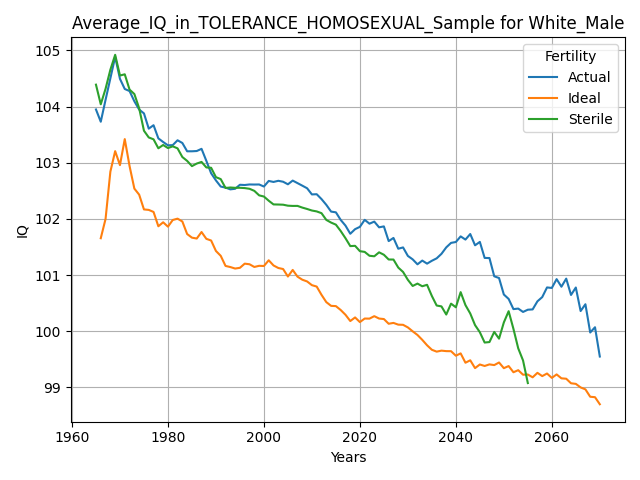 Average_IQ_in_TOLERANCE_HOMOSEXUAL_Sample for White_Male
Fertility
Actual
Ideal
Sterile
105
104
103
102
101
100
99
IQ
1960
1980
2000
2020
2040
2060
Years